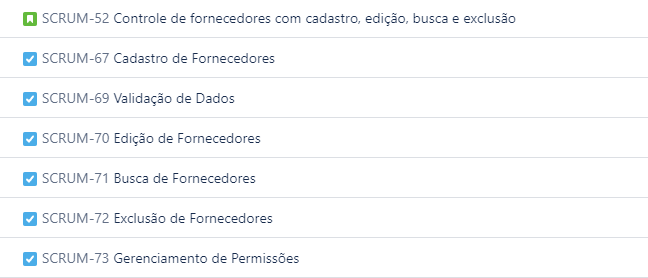 SCRUM-52 Controle de fornecedores com cadastro, edição, busca e exclusão
SCRUM-67 Cadastro de Fornecedores
SCRUM-69 Validação de Dados
SCRUM-70 Edição de Fornecedores
SCRUM-71 Busca de Fornecedores
SCRUM-72 Exclusão de Fornecedores
SCRUM-73 Gerenciamento de Permissões